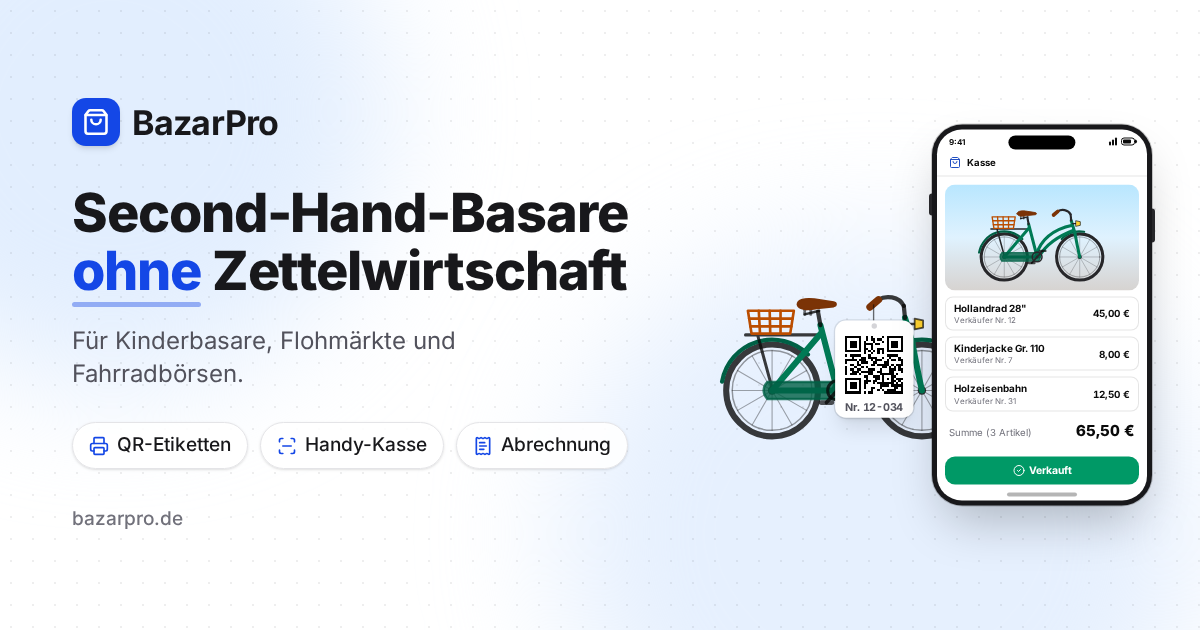 BazarPro
Second-Hand-Basare
ohne Zettelwirtschaft
Für Kinderbasare, Flohmärkte und
Fahrradbörsen.
QR-Etiketten
Handy-Kasse
Abrechnung
bazarpro.de
Nr. 12-034
9:41
Kasse
Hollandrad 28"
Verkäufer Nr. 12
45,00 €
Kinderjacke Gr. 110
Verkäufer Nr. 7
8,00 €
Holzeisenbahn
Verkäufer Nr. 31
12,50 €
Summe (3 Artikel)
65,50 €
Verkauft